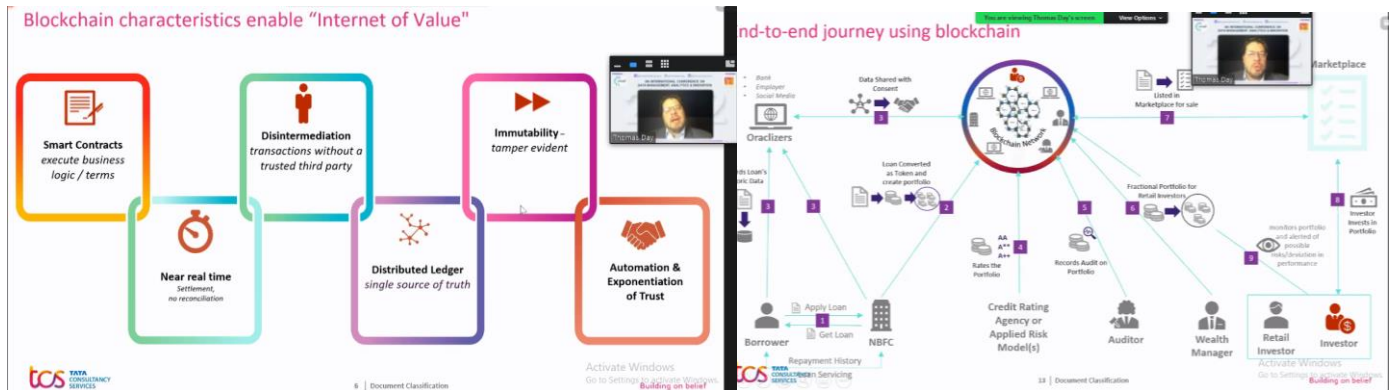 Blockchain characteristics enable "Internet of Value"
Smart Contracts
execute business
logic / terms
Disintermediation
transactions without a
trusted third party
Immutability –
tamper evident
Near real time
Settlement,
no reconciliation
Distributed Ledger
single source of truth
Automation &
Exponentiation
of Trust
Thomas Day
tcs TATA
CONSULTANCY
SERVICES
6 | Document Classification
Activate Windows
Go to Settings to activate Windows.
Building on belief
You are viewing Thomas Day's screen
View Options
nd-to-end journey using blockchain
Thomas Day
Marketplace
• Bank
• Employer
• Social Media
Oraclizers
Data Shared with
Consent
3
Blockchain Network
Listed in
Marketplace for sale
7
Loan's
Data
3
3
Loan Converted
as Token and
create portfolio
2
AA
A**
A++
Rates the
Portfolio
4
5
Records Audit on
Portfolio
6
Fractional Portfolio for
Retail Investors
monitors portfolio
and alerted of
possible
risks/deviation in
performance
9
8
Investor
Invests in
Portfolio
Apply Loan
1
Get Loan
Borrower
NBFC
Repayment History
Loan Servicing
Credit Rating
Agency or
Applied Risk
Model(s)
Auditor
Wealth
Manager
Retail
Investor
Investor
tcs TATA
CONSULTANCY
SERVICES
13 | Document Classification
Activate Windows
Go to Settings to activate Windows.
Building on belief